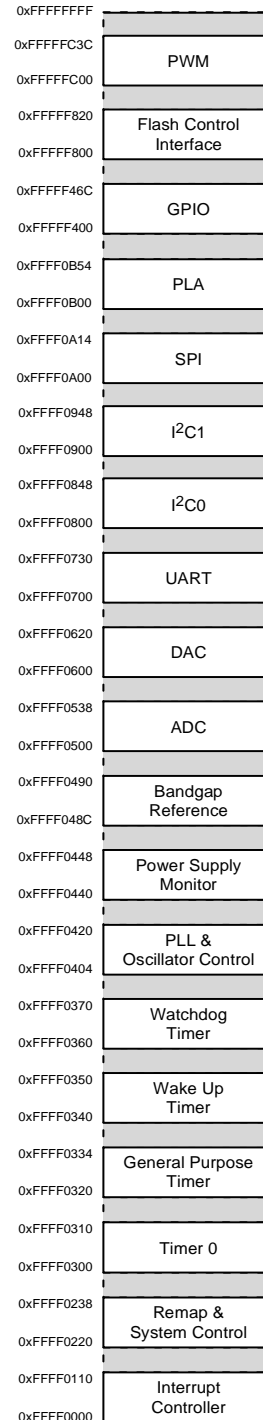 0xFFFFFFFF
0xFFFFFC3C
PWM
0xFFFFFC00
0xFFFFF820
Flash Control
Interface
0xFFFFF800
0xFFFFF46C
GPIO
0xFFFFF400
0xFFFF0B54
PLA
0xFFFF0B00
0xFFFF0A14
SPI
0xFFFF0A00
0xFFFF0948
I2C1
0xFFFF0900
0xFFFF0848
I2C0
0xFFFF0800
0xFFFF0730
UART
0xFFFF0700
0xFFFF0620
DAC
0xFFFF0600
0xFFFF0538
ADC
0xFFFF0500
0xFFFF0490
Bandgap
Reference
0xFFFF048C
0xFFFF0448
Power Supply
Monitor
0xFFFF0440
0xFFFF0420
PLL &
Oscillator Control
0xFFFF0404
0xFFFF0370
Watchdog
Timer
0xFFFF0360
0xFFFF0350
Wake Up
Timer
0xFFFF0340
0xFFFF0334
General Purpose
Timer
0xFFFF0320
0xFFFF0310
Timer 0
0xFFFF0300
0xFFFF0238
Remap &
System Control
0xFFFF0220
0xFFFF0110
Interrupt
Controller
0xFFFF0000